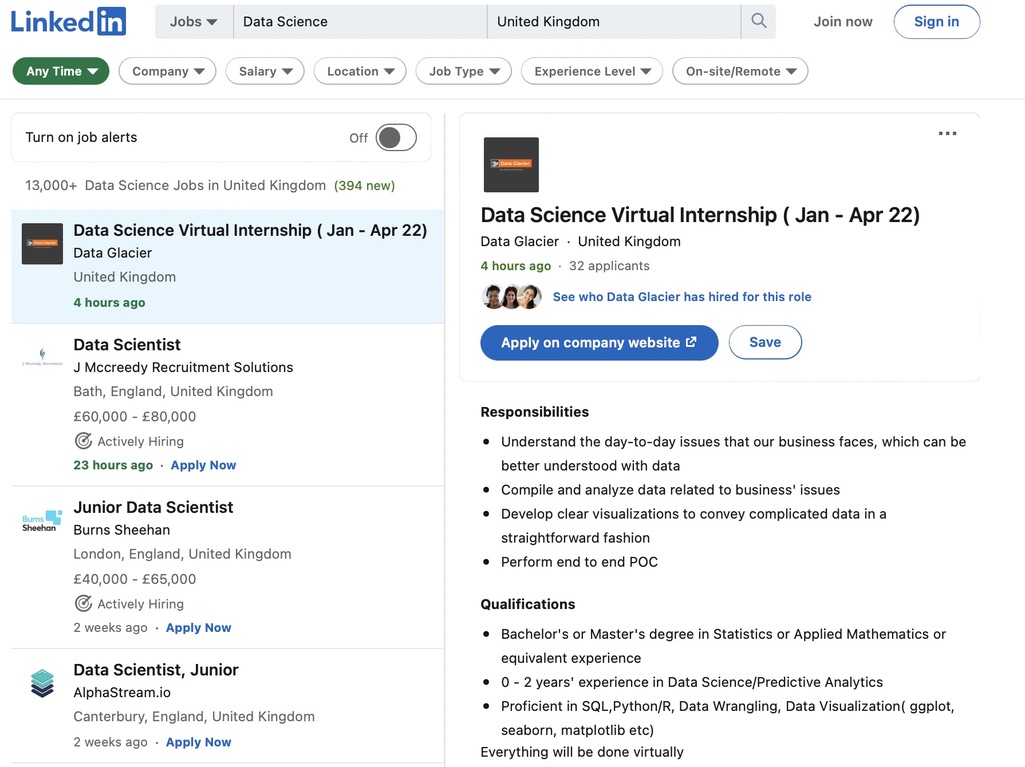 Linked in
Jobs
Data Science
United Kingdom
Join now
Sign in
Any Time
Company
Salary
Location
Job Type
Experience Level
On-site/Remote
Turn on job alerts
Off
13,000+ Data Science Jobs in United Kingdom (394 new)
Data Glacier
Data Science Virtual Internship ( Jan - Apr 22)
Data Glacier
United Kingdom
4 hours ago
Data Scientist
J Mccreedy Recruitment Solutions
Bath, England, United Kingdom
£60,000 - £80,000
Actively Hiring
23 hours ago · Apply Now
Burns
Sheehan
Junior Data Scientist
Burns Sheehan
London, England, United Kingdom
£40,000 - £65,000
Actively Hiring
2 weeks ago · Apply Now
Data Scientist, Junior
AlphaStream.io
Canterbury, England, United Kingdom
2 weeks ago · Apply Now
Data Glacier
Data Science Virtual Internship ( Jan - Apr 22)
Data Glacier · United Kingdom
4 hours ago · 32 applicants
See who Data Glacier has hired for this role
Apply on company website
Save
Responsibilities
Understand the day-to-day issues that our business faces, which can be
better understood with data
Compile and analyze data related to business' issues
Develop clear visualizations to convey complicated data in a
straightforward fashion
Perform end to end POC
Qualifications
Bachelor's or Master's degree in Statistics or Applied Mathematics or
equivalent experience
0 - 2 years' experience in Data Science/Predictive Analytics
Proficient in SQL,Python/R, Data Wrangling, Data Visualization( ggplot,
seaborn, matplotlib etc)
Everything will be done virtually